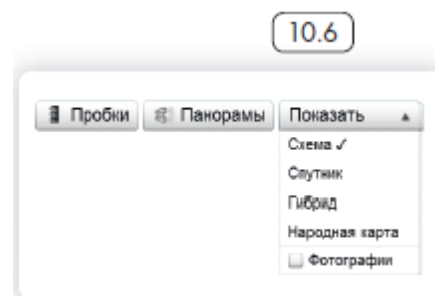 10.6
Пробки Панорамы Показать ▲
Схема ✓
Спутник
Гибрид
Народная карта
Фотографии